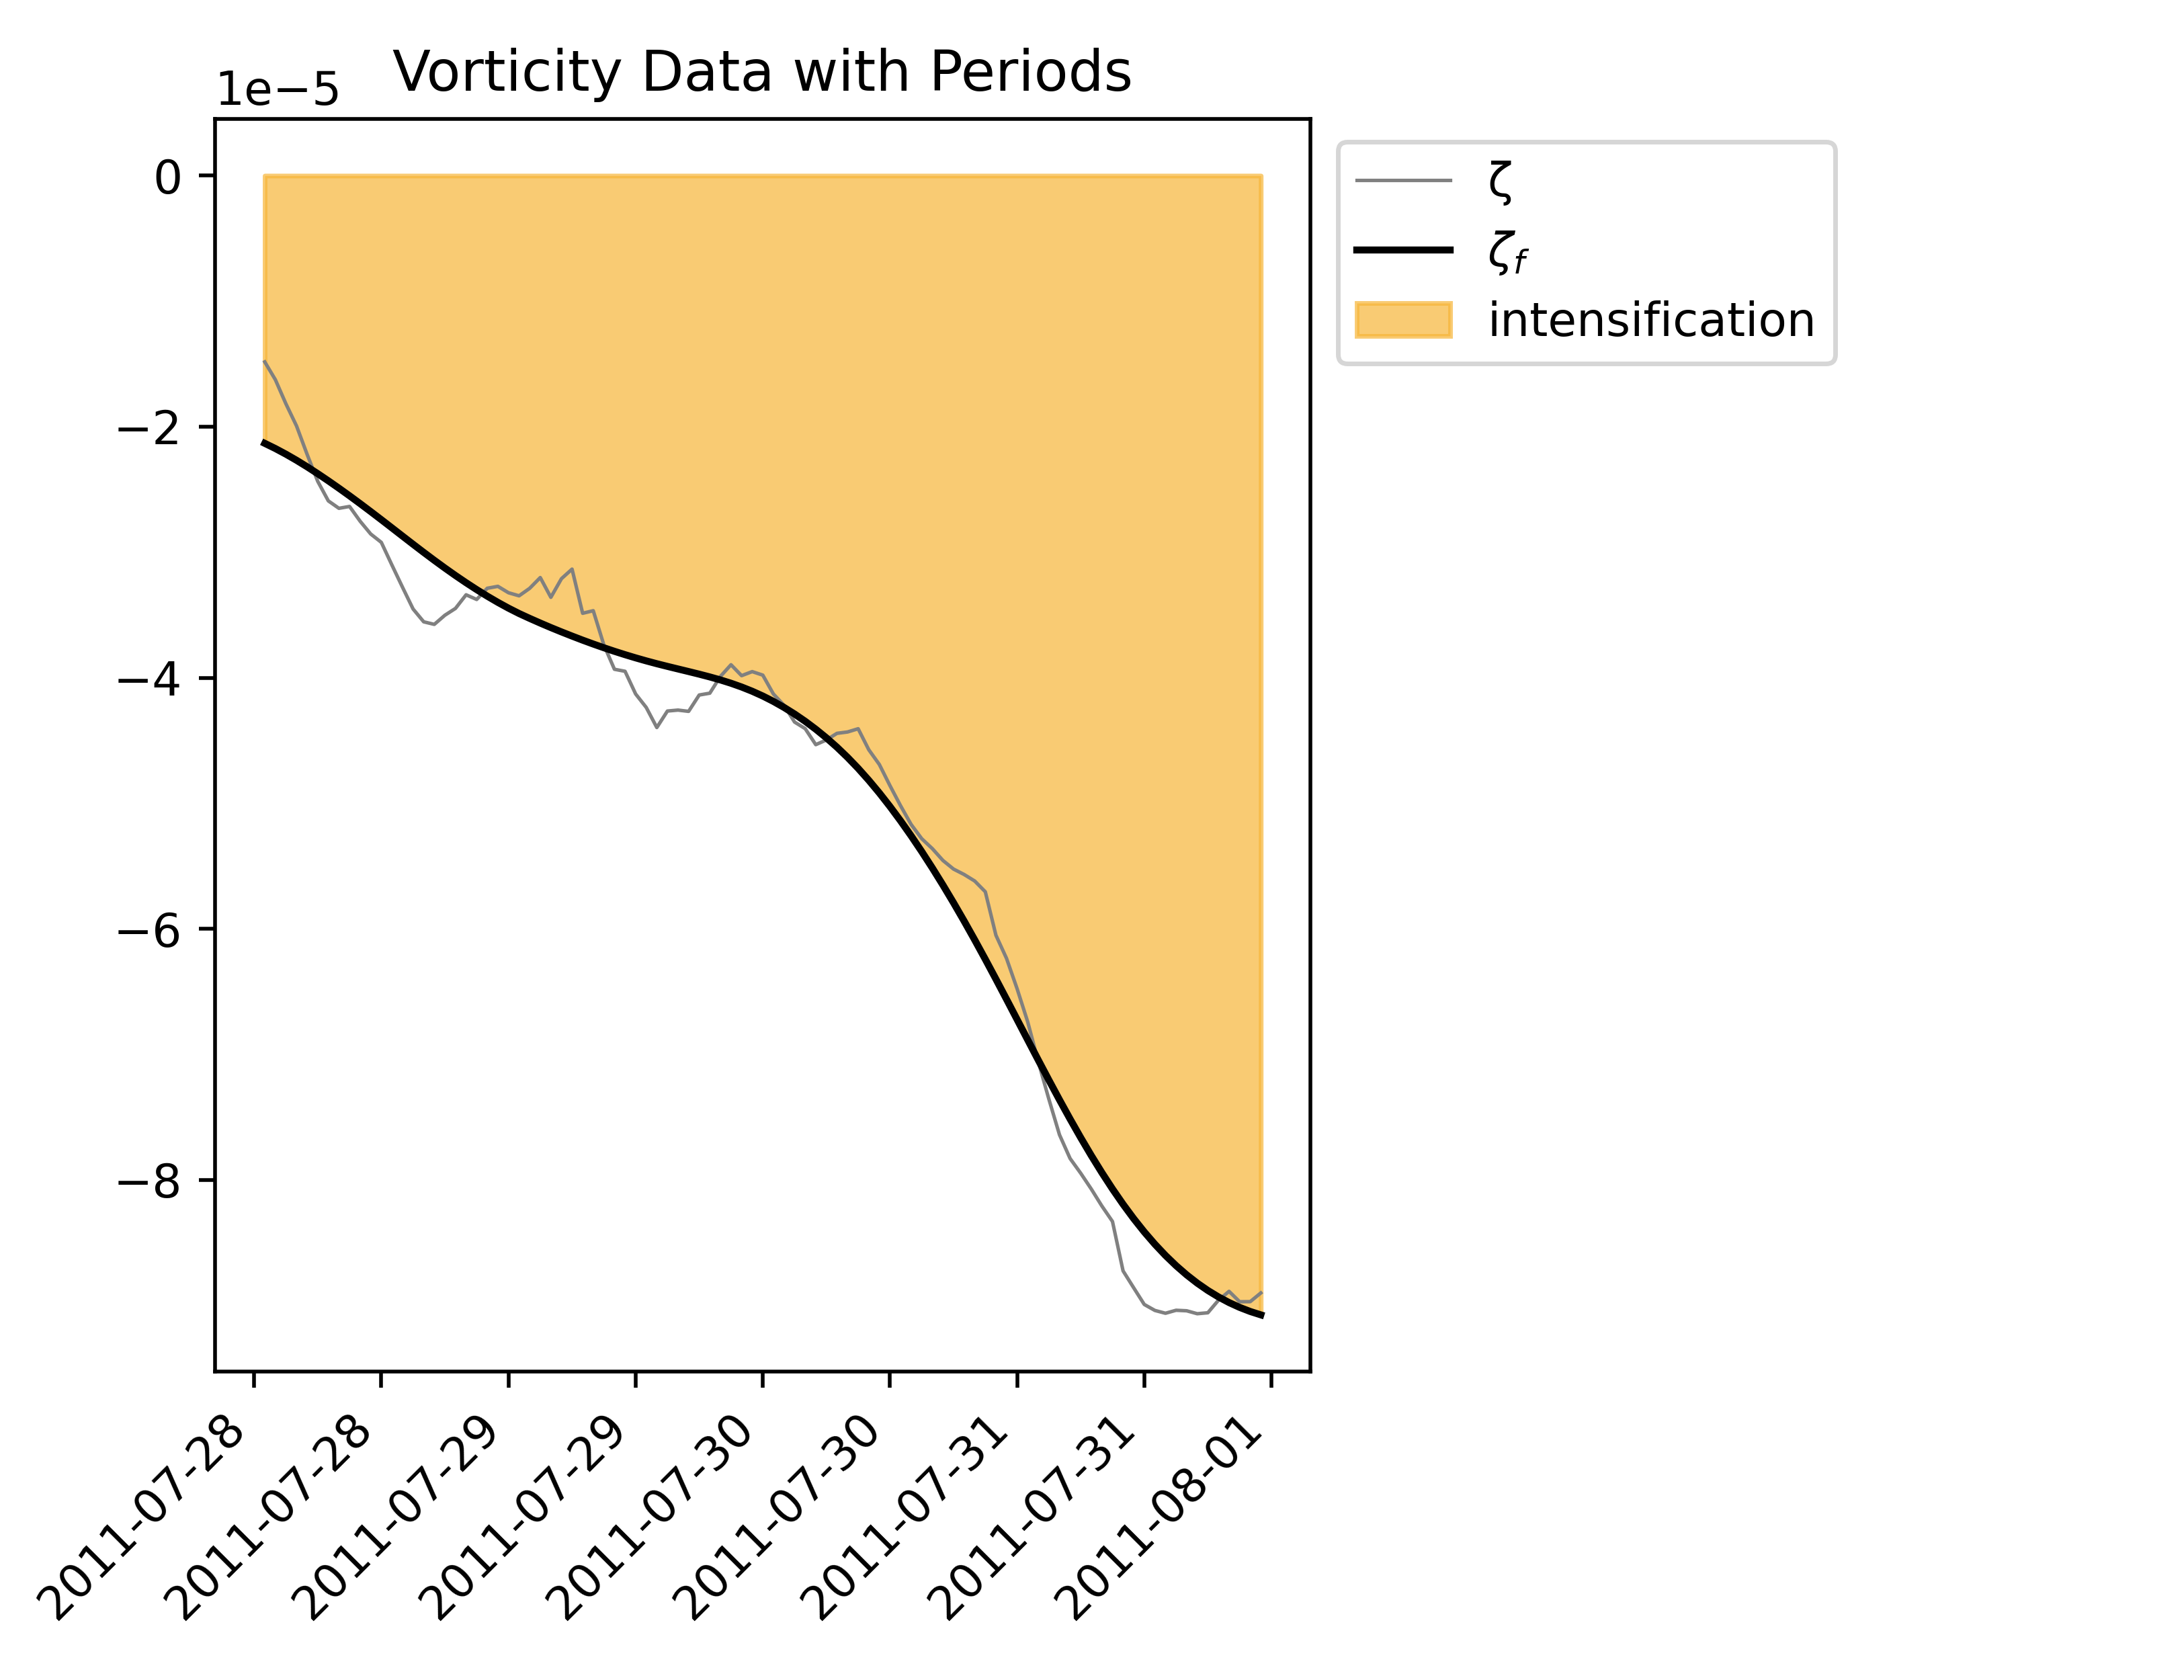 Vorticity Data with Periods
1e−5
0
−2
−4
−6
−8
2011-07-28
2011-07-28
2011-07-29
2011-07-29
2011-07-30
2011-07-30
2011-07-31
2011-07-31
2011-08-01
ζ
ζf
intensification